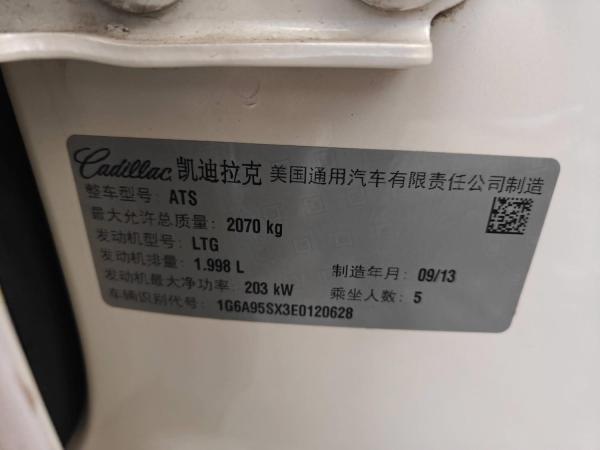 Cadillac 凯迪拉克 美国通用汽车有限责任公司制造
整车型号: ATS
最大允许总质量: 2070 kg
发动机型号: LTG
发动机排量: 1.998 L 制造年月: 09/13
发动机最大净功率: 203 kW 乘坐人数: 5
车辆识别代号: 1G6A95SX3E0120628